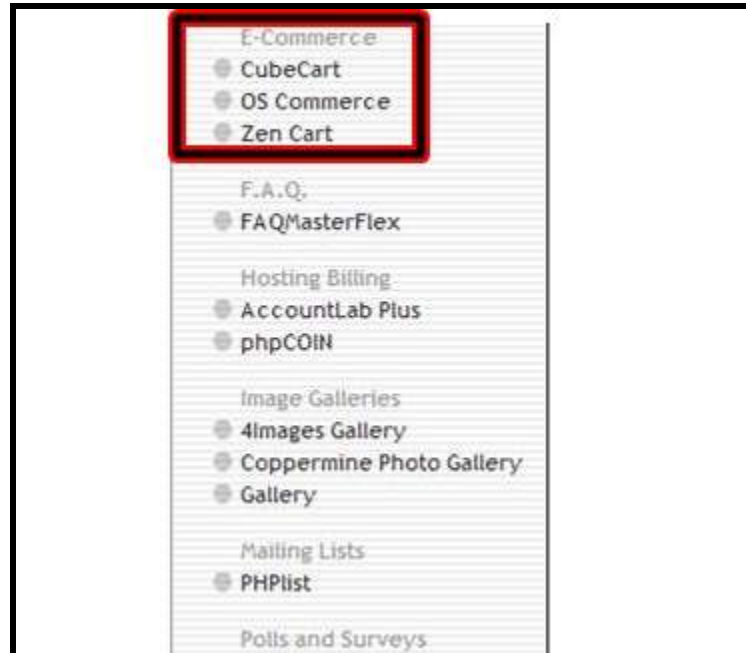 E-Commerce
CubeCart
OS Commerce
Zen Cart
F.A.Q.
FAQMasterFlex
Hosting Billing
AccountLab Plus
phpCOIN
Image Galleries
4Images Gallery
Coppermine Photo Gallery
Gallery
Mailing Lists
PHPlist
Polls and Surveys